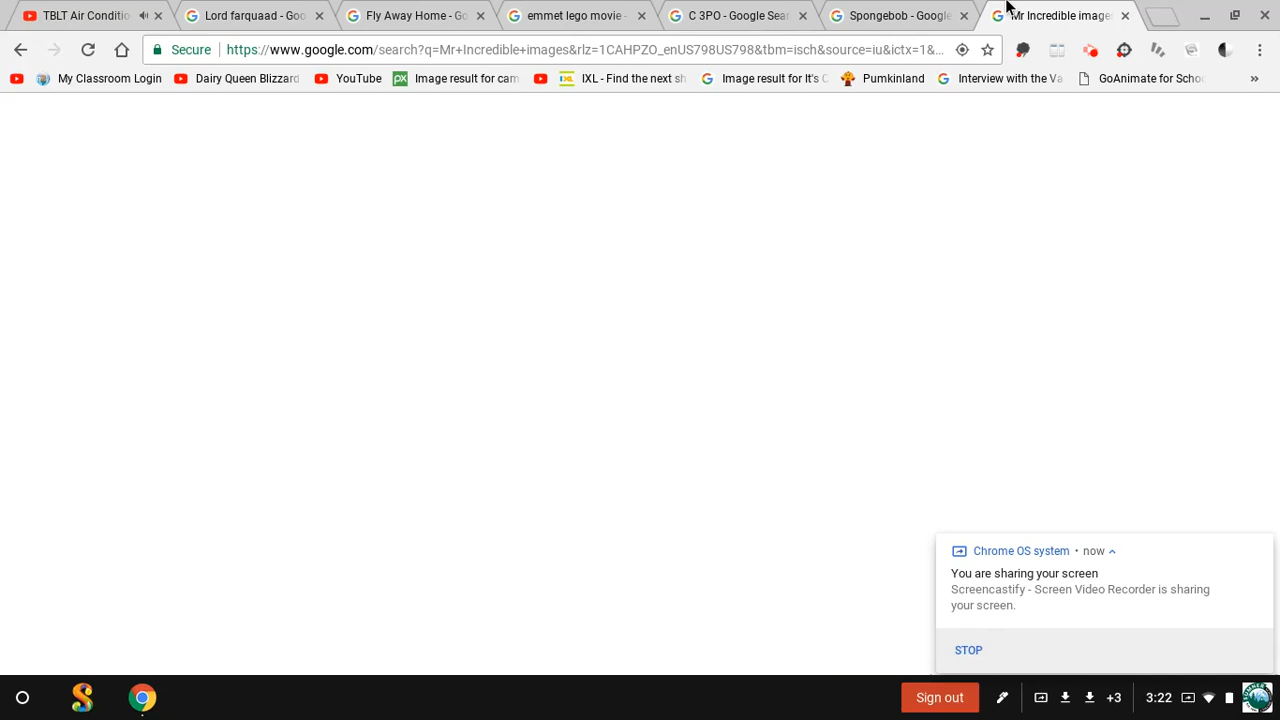 TBLT Air Conditio
Lord farquaad - Go
Fly Away Home - Go
emmet lego movie -
C 3PO - Google Sea
Spongebob - Google
Mr Incredible image
Secure
https://www.google.com/search?q=Mr+Incredible+images&rlz=1CAHPZO_enUS798US798&tbm=isch&source=iu&ictx=1&...
My Classroom Login
Dairy Queen Blizzard
YouTube
px
Image result for cam
IXL
IXL - Find the next sh
Image result for It's C
Pumkinland
Interview with the Va
GoAnimate for Scho
»
Chrome OS system • now
You are sharing your screen
Screencastify - Screen Video Recorder is sharing
your screen.
STOP
Sign out
+3
3:22